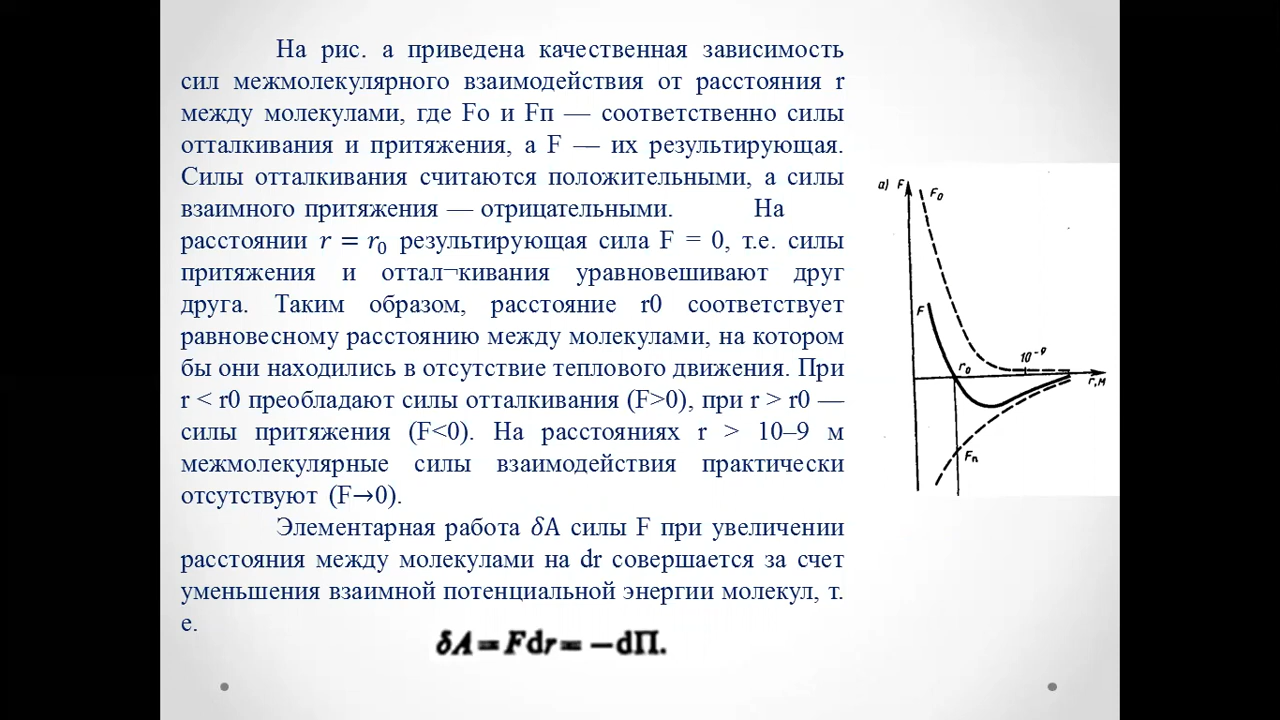 На рис. а приведена качественная зависимость
сил межмолекулярного взаимодействия от расстояния r
между молекулами, где Fо и Fп — соответственно силы
отталкивания и притяжения, а F — их результирующая.
Силы отталкивания считаются положительными, а силы
взаимного притяжения — отрицательными. На
расстоянии r = r₀ результирующая сила F = 0, т.е. силы
притяжения и оттал¬кивания уравновешивают друг
друга. Таким образом, расстояние r0 соответствует
равновесному расстоянию между молекулами, на котором
бы они находились в отсутствие теплового движения. При
r < r0 преобладают силы отталкивания (F>0), при r > r0 —
силы притяжения (F<0). На расстояниях r > 10–9 м
межмолекулярные силы взаимодействия практически
отсутствуют (F→0).
Элементарная работа δA силы F при увеличении
расстояния между молекулами на dr совершается за счет
уменьшения взаимной потенциальной энергии молекул, т.
е.
δA = Fdr = −dП.
а) F
F₀
F
10⁻⁹
r₀
r, м
Fп